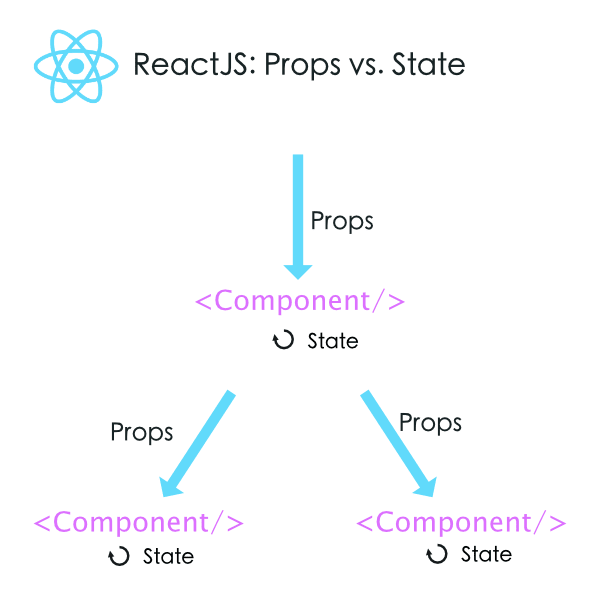 ReactJS: Props vs. State
Props
<Component/>
State
Props
Props
<Component/>
<Component/>
State
State